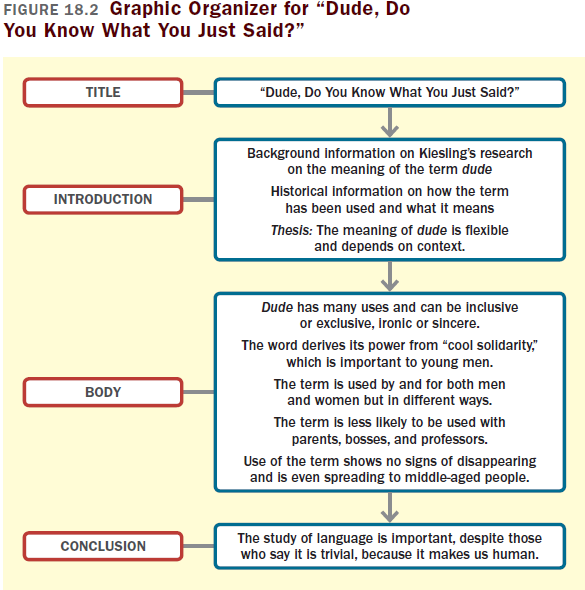 FIGURE 18.2 Graphic Organizer for “Dude, Do
You Know What You Just Said?”
TITLE
“Dude, Do You Know What You Just Said?”
INTRODUCTION
Background information on Kiesling’s research
on the meaning of the term dude
Historical information on how the term
has been used and what it means
Thesis: The meaning of dude is flexible
and depends on context.
BODY
Dude has many uses and can be inclusive
or exclusive, ironic or sincere.
The word derives its power from “cool solidarity,”
which is important to young men.
The term is used by and for both men
and women but in different ways.
The term is less likely to be used with
parents, bosses, and professors.
Use of the term shows no signs of disappearing
and is even spreading to middle-aged people.
CONCLUSION
The study of language is important, despite those
who say it is trivial, because it makes us human.